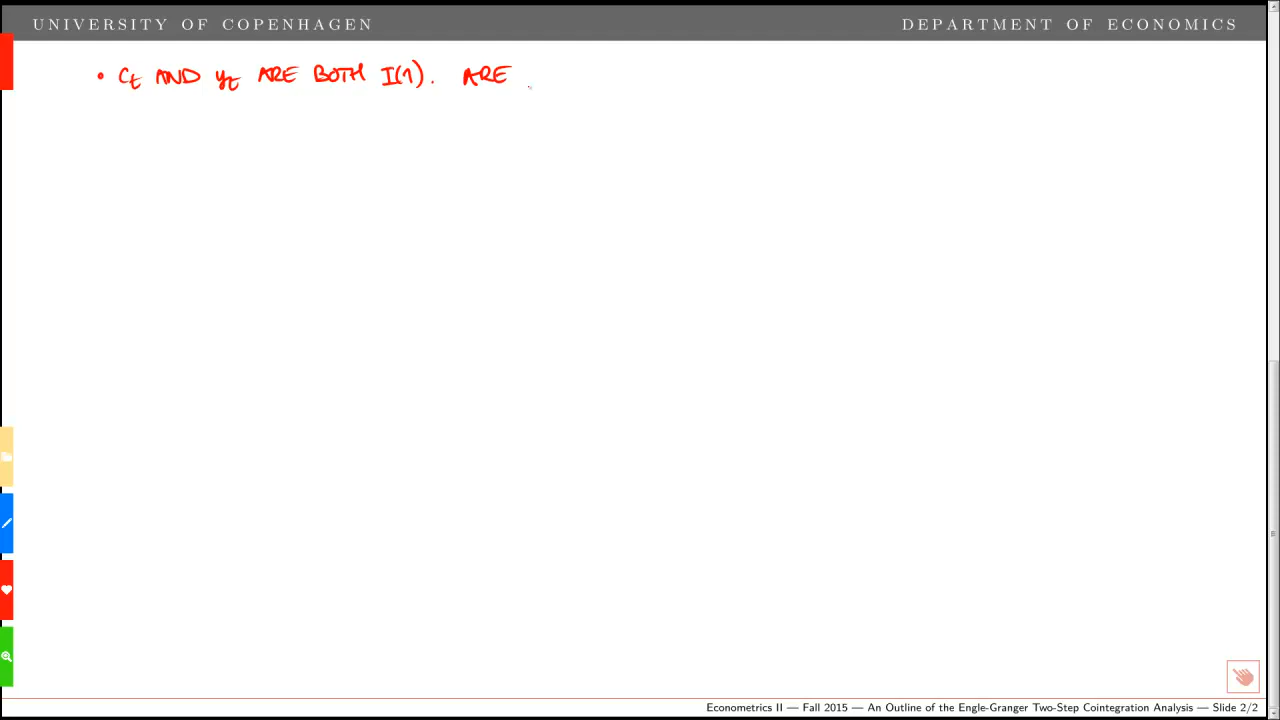 UNIVERSITY OF COPENHAGEN DEPARTMENT OF ECONOMICS
• Ct AND yt ARE BOTH I(1). ARE
Econometrics II — Fall 2015 — An Outline of the Engle-Granger Two-Step Cointegration Analysis — Slide 2/2